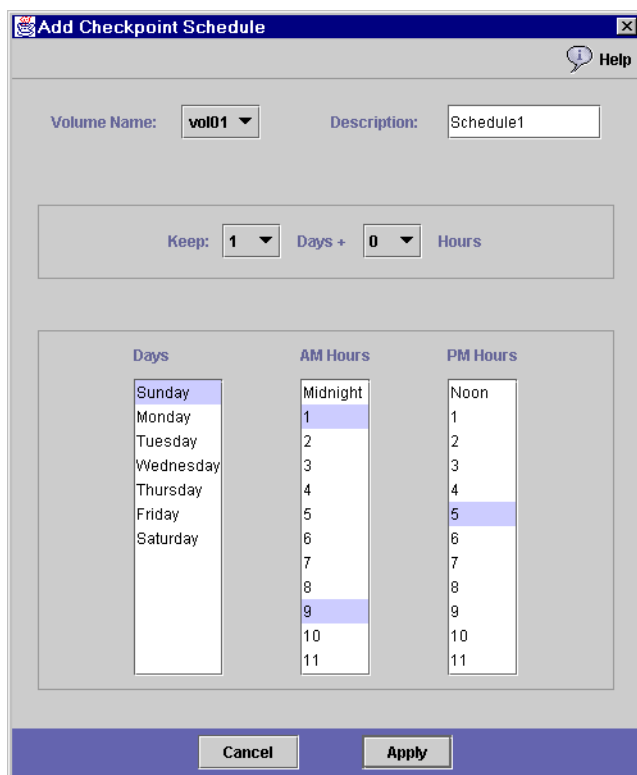 Add Checkpoint Schedule
Help
Volume Name: vol01 Description: Schedule1
Keep: 1 Days + 0 Hours
Days AM Hours PM Hours
Sunday Midnight Noon
Monday 1 1
Tuesday 2 2
Wednesday 3 3
Thursday 4 4
Friday 5 5
Saturday 6 6
7 7
8 8
9 9
10 10
11 11
Cancel Apply